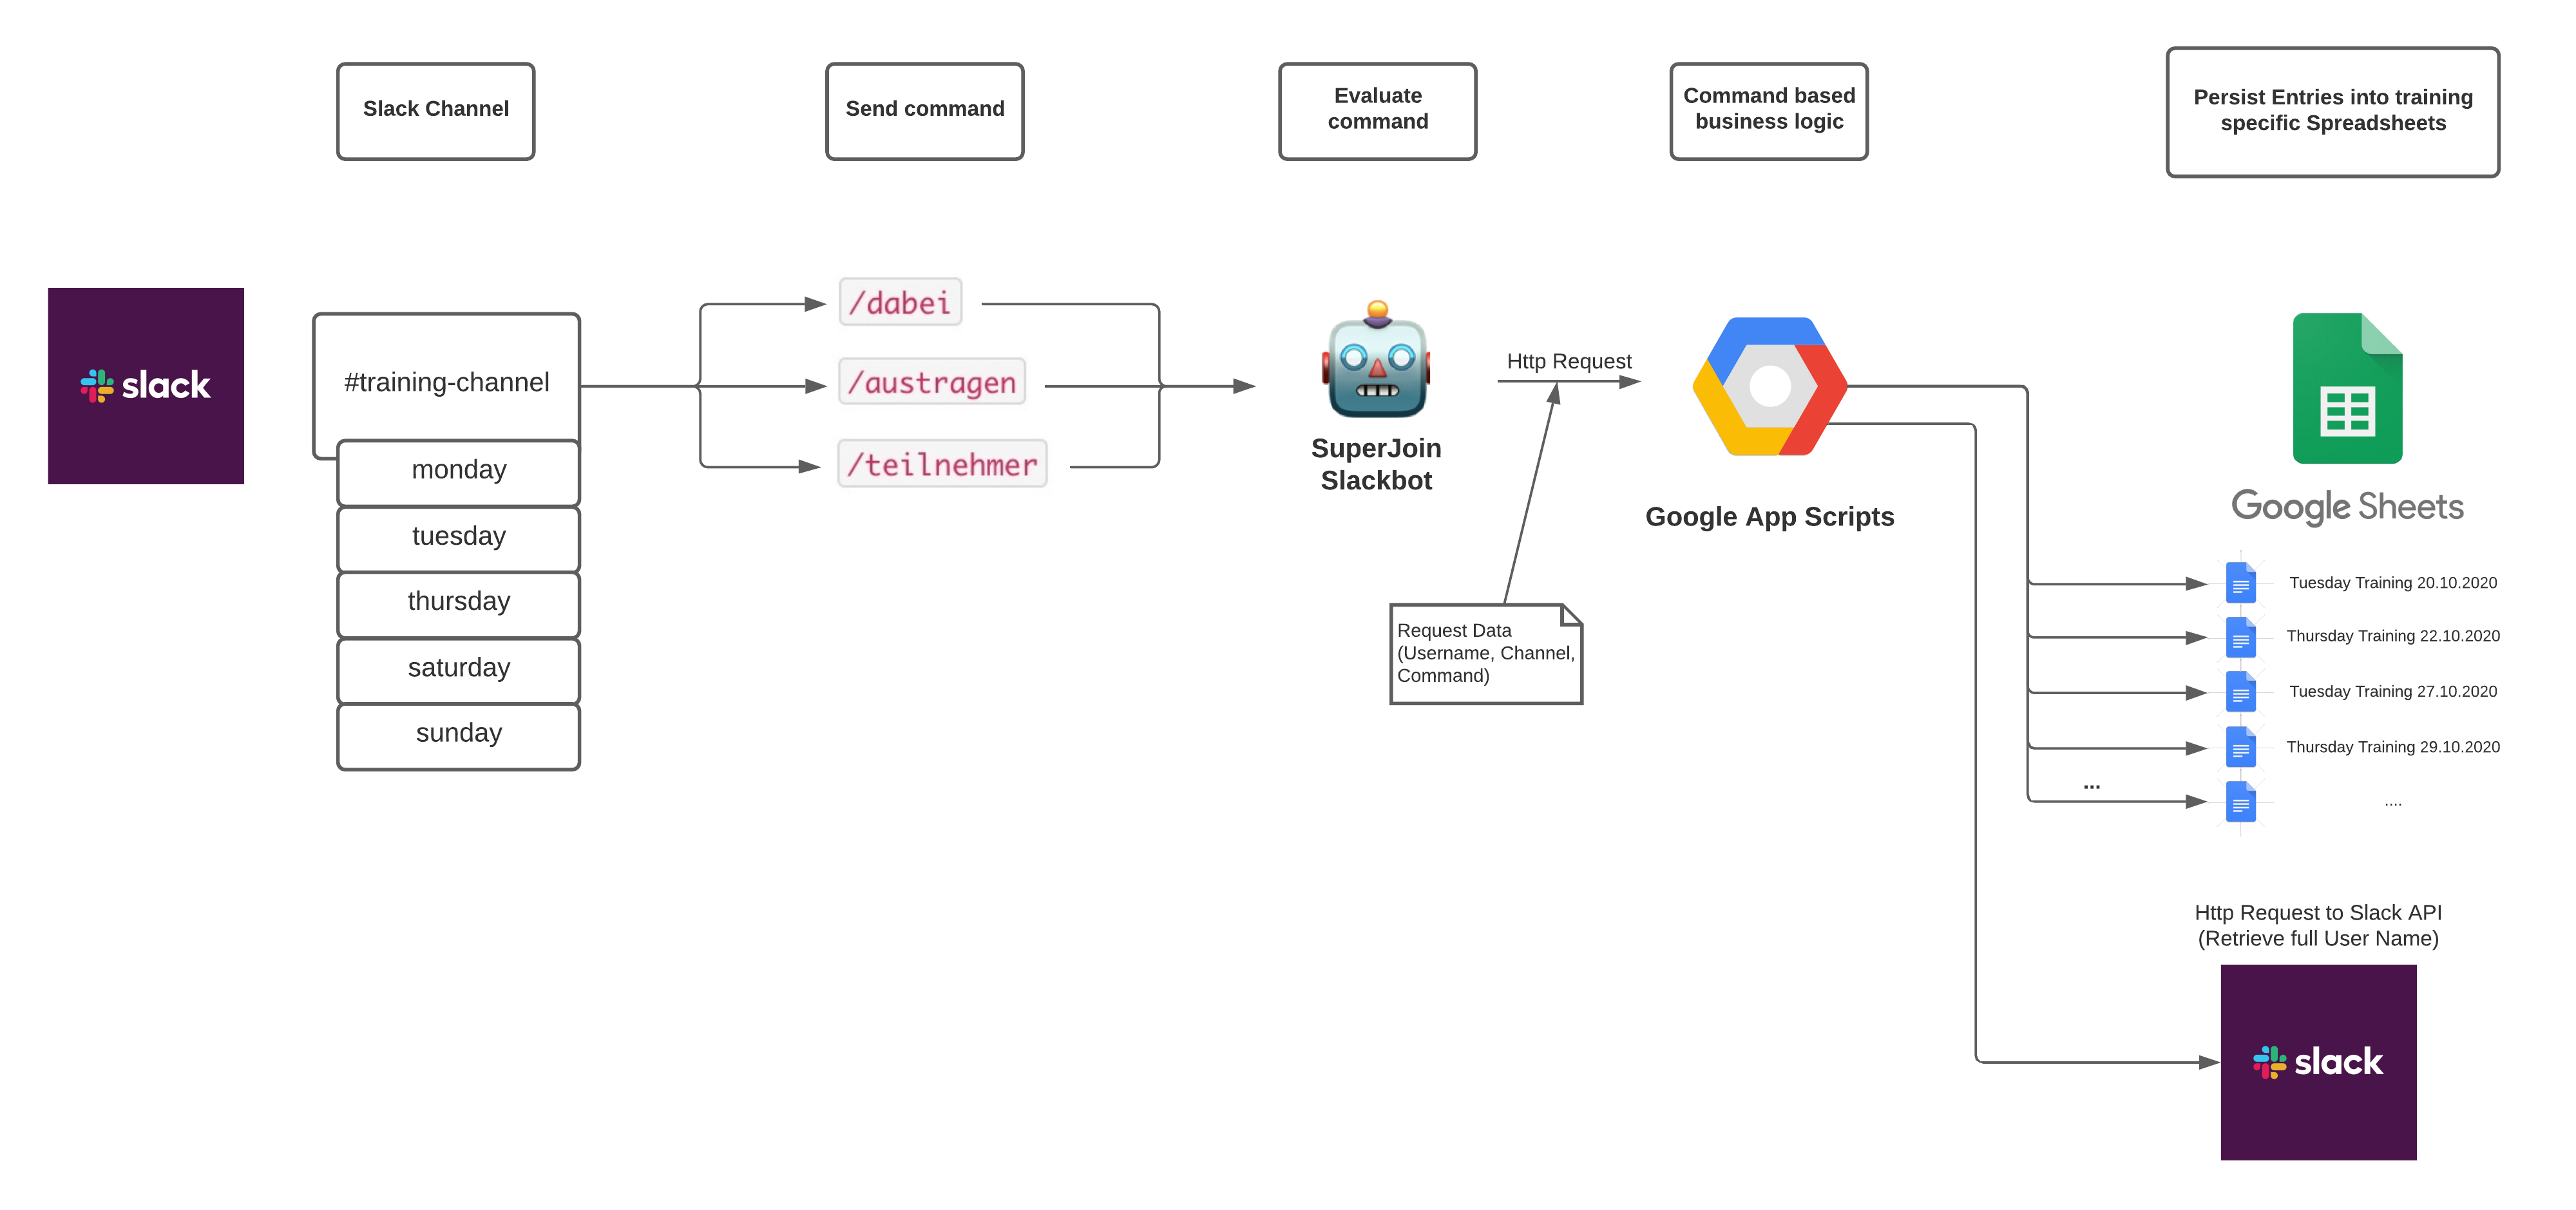 Slack Channel
Send command
Evaluate
command
Command based
business logic
Persist Entries into training
specific Spreadsheets
slack
#training-channel
monday
tuesday
thursday
saturday
sunday
/dabei
/austragen
/teilnehmer
SuperJoin
Slackbot
Http Request
Request Data
(Username, Channel,
Command)
Google App Scripts
Google Sheets
Tuesday Training 20.10.2020
Thursday Training 22.10.2020
Tuesday Training 27.10.2020
Thursday Training 29.10.2020
...
....
Http Request to Slack API
(Retrieve full User Name)
slack